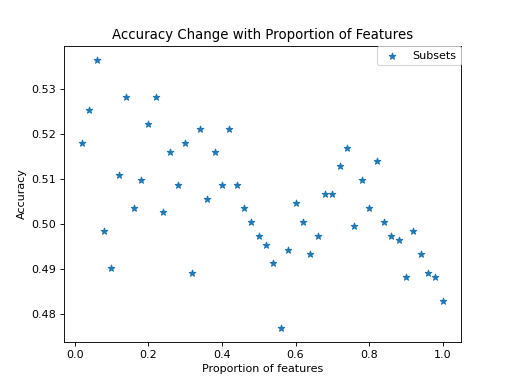 Accuracy Change with Proportion of Features
Subsets
0.53
0.52
0.51
0.50
0.49
0.48
Accuracy
0.0 0.2 0.4 0.6 0.8 1.0
Proportion of features